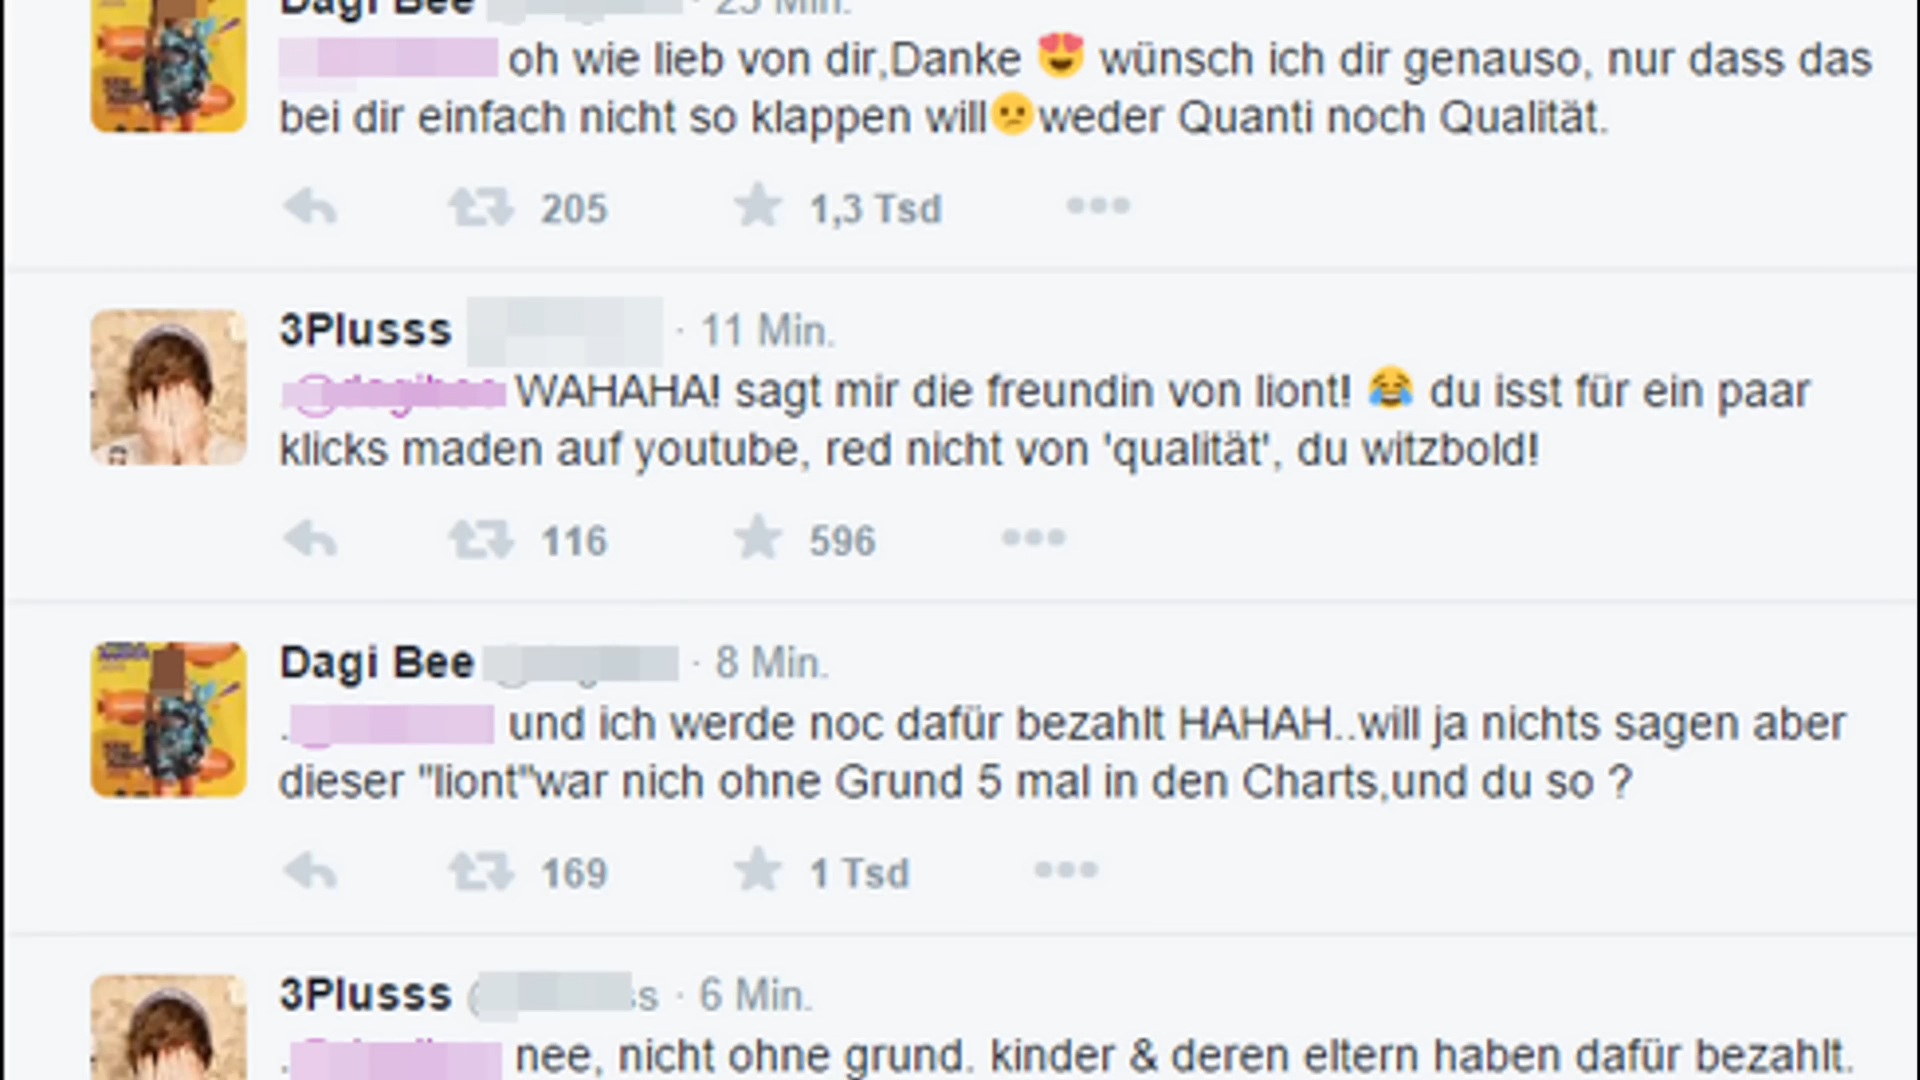 Dagi Bee · 25 Min.
oh wie lieb von dir,Danke 😍 wünsch ich dir genauso, nur dass das
bei dir einfach nicht so klappen will😕weder Quanti noch Qualität.
205 1,3 Tsd
3Plusss · 11 Min.
WAHAHA! sagt mir die freundin von liont! 😂 du isst für ein paar
klicks maden auf youtube, red nicht von 'qualität', du witzbold!
116 596
Dagi Bee · 8 Min.
. und ich werde noc dafür bezahlt HAHAH..will ja nichts sagen aber
dieser "liont"war nich ohne Grund 5 mal in den Charts,und du so ?
169 1 Tsd
3Plusss · 6 Min.
. nee, nicht ohne grund. kinder & deren eltern haben dafür bezahlt.